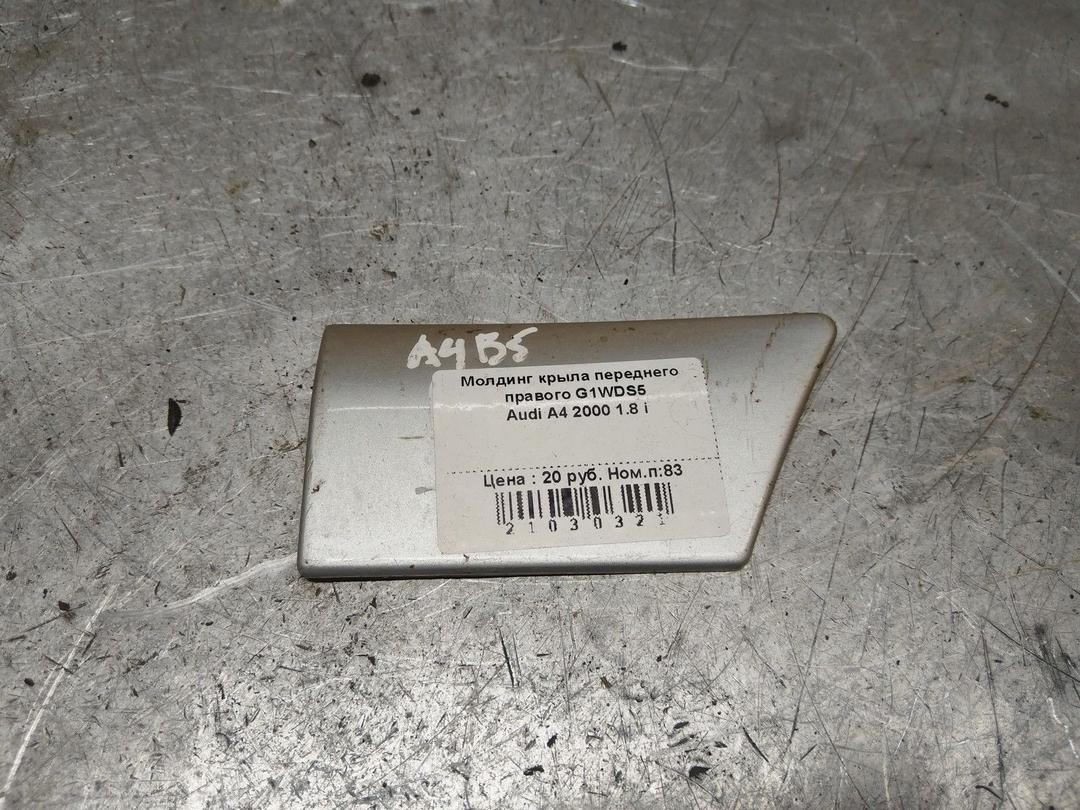 A4B5
Молдинг крыла переднего
правого G1WDS5
Audi A4 2000 1.8 i
Цена : 20 руб. Ном.п:83
21030321